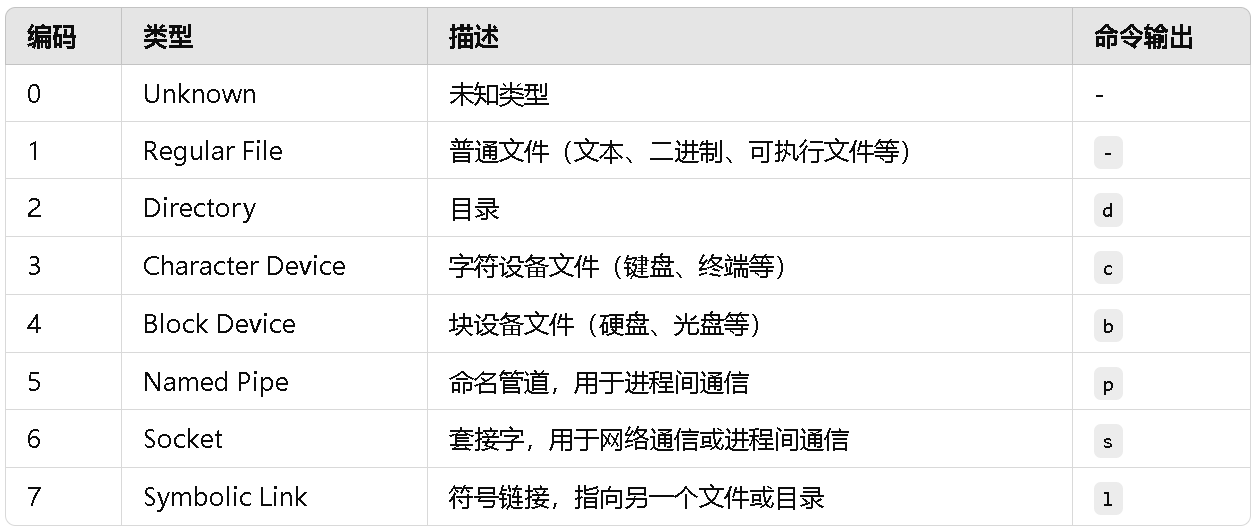 编码 类型 描述 命令输出
0 Unknown 未知类型 -
1 Regular File 普通文件（文本、二进制、可执行文件等） -
2 Directory 目录 d
3 Character Device 字符设备文件（键盘、终端等） c
4 Block Device 块设备文件（硬盘、光盘等） b
5 Named Pipe 命名管道，用于进程间通信 p
6 Socket 套接字，用于网络通信或进程间通信 s
7 Symbolic Link 符号链接，指向另一个文件或目录 l